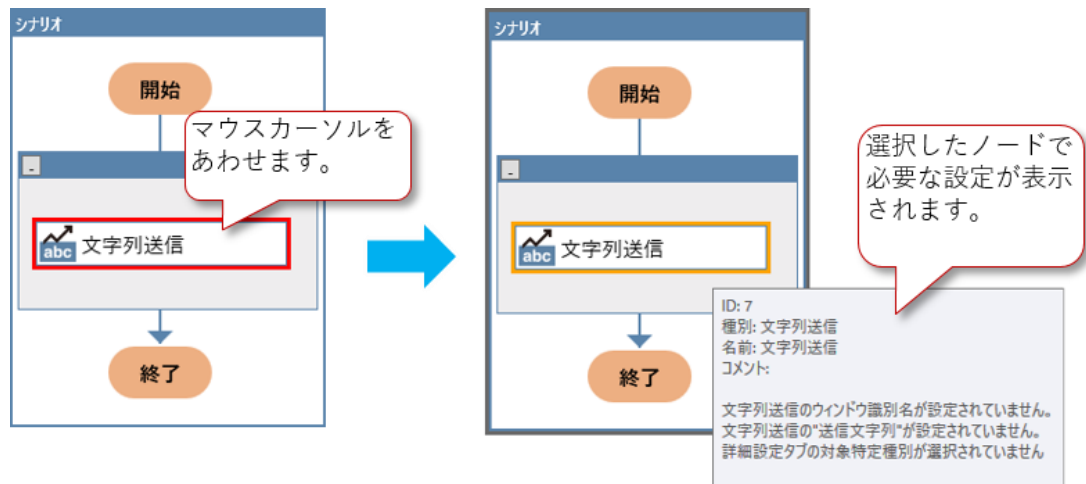 シナリオ
開始
マウスカーソルを
あわせます。
-
abc 文字列送信
終了
シナリオ
開始
-
abc 文字列送信
終了
選択したノードで
必要な設定が表示
されます。
ID: 7
種別: 文字列送信
名前: 文字列送信
コメント:
文字列送信のウィンドウ識別名が設定されていません。
文字列送信の"送信文字列"が設定されていません。
詳細設定タブの対象特定種別が選択されていません